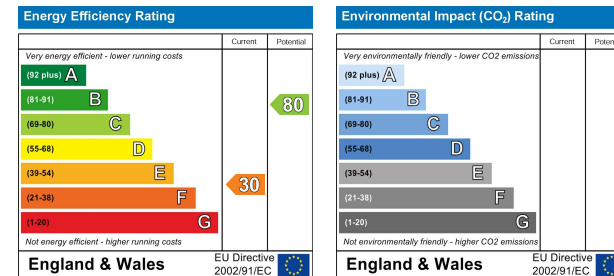 Energy Efficiency Rating
Current Potential
Very energy efficient - lower running costs
(92 plus) A
(81-91) B
80
(69-80) C
(55-68) D
(39-54) E
30
(21-38) F
(1-20) G
Not energy efficient - higher running costs
England & Wales
EU Directive
2002/91/EC
Environmental Impact (CO₂) Rating
Current
Very environmentally friendly - lower CO2 emissions
(92 plus) A
(81-91) B
(69-80) C
(55-68) D
(39-54) E
(21-38) F
(1-20) G
Not environmentally friendly - higher CO2 emissions
England & Wales
EU Directive
2002/91/EC